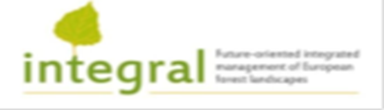 integral
Future-oriented integrated
management of European
forest landscapes